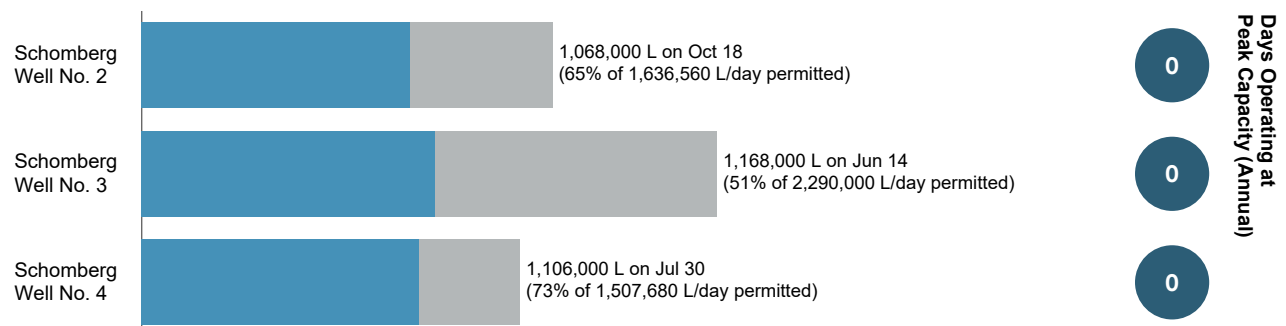 Days Operating at
Peak Capacity (Annual)
Schomberg
Well No. 2
1,068,000 L on Oct 18
(65% of 1,636,560 L/day permitted)
0
Schomberg
Well No. 3
1,168,000 L on Jun 14
(51% of 2,290,000 L/day permitted)
0
Schomberg
Well No. 4
1,106,000 L on Jul 30
(73% of 1,507,680 L/day permitted)
0